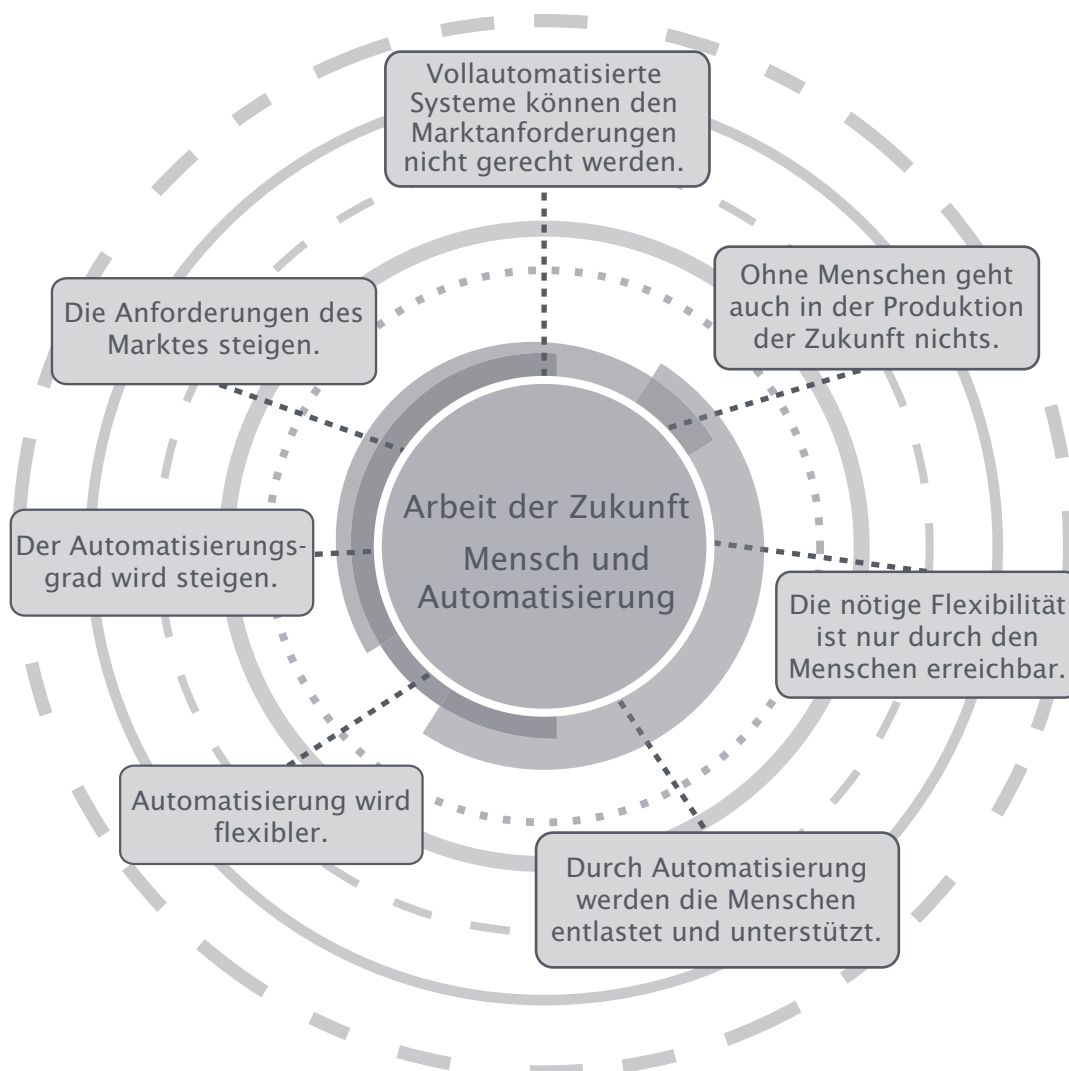 Vollautomatisierte
Systeme können den
Marktanforderungen
nicht gerecht werden.
Ohne Menschen geht
auch in der Produktion
der Zukunft nichts.
Die Anforderungen des
Marktes steigen.
Arbeit der Zukunft
Mensch und
Automatisierung
Der Automatisierungs-
grad wird steigen.
Die nötige Flexibilität
ist nur durch den
Menschen erreichbar.
Automatisierung wird
flexibler.
Durch Automatisierung
werden die Menschen
entlastet und unterstützt.